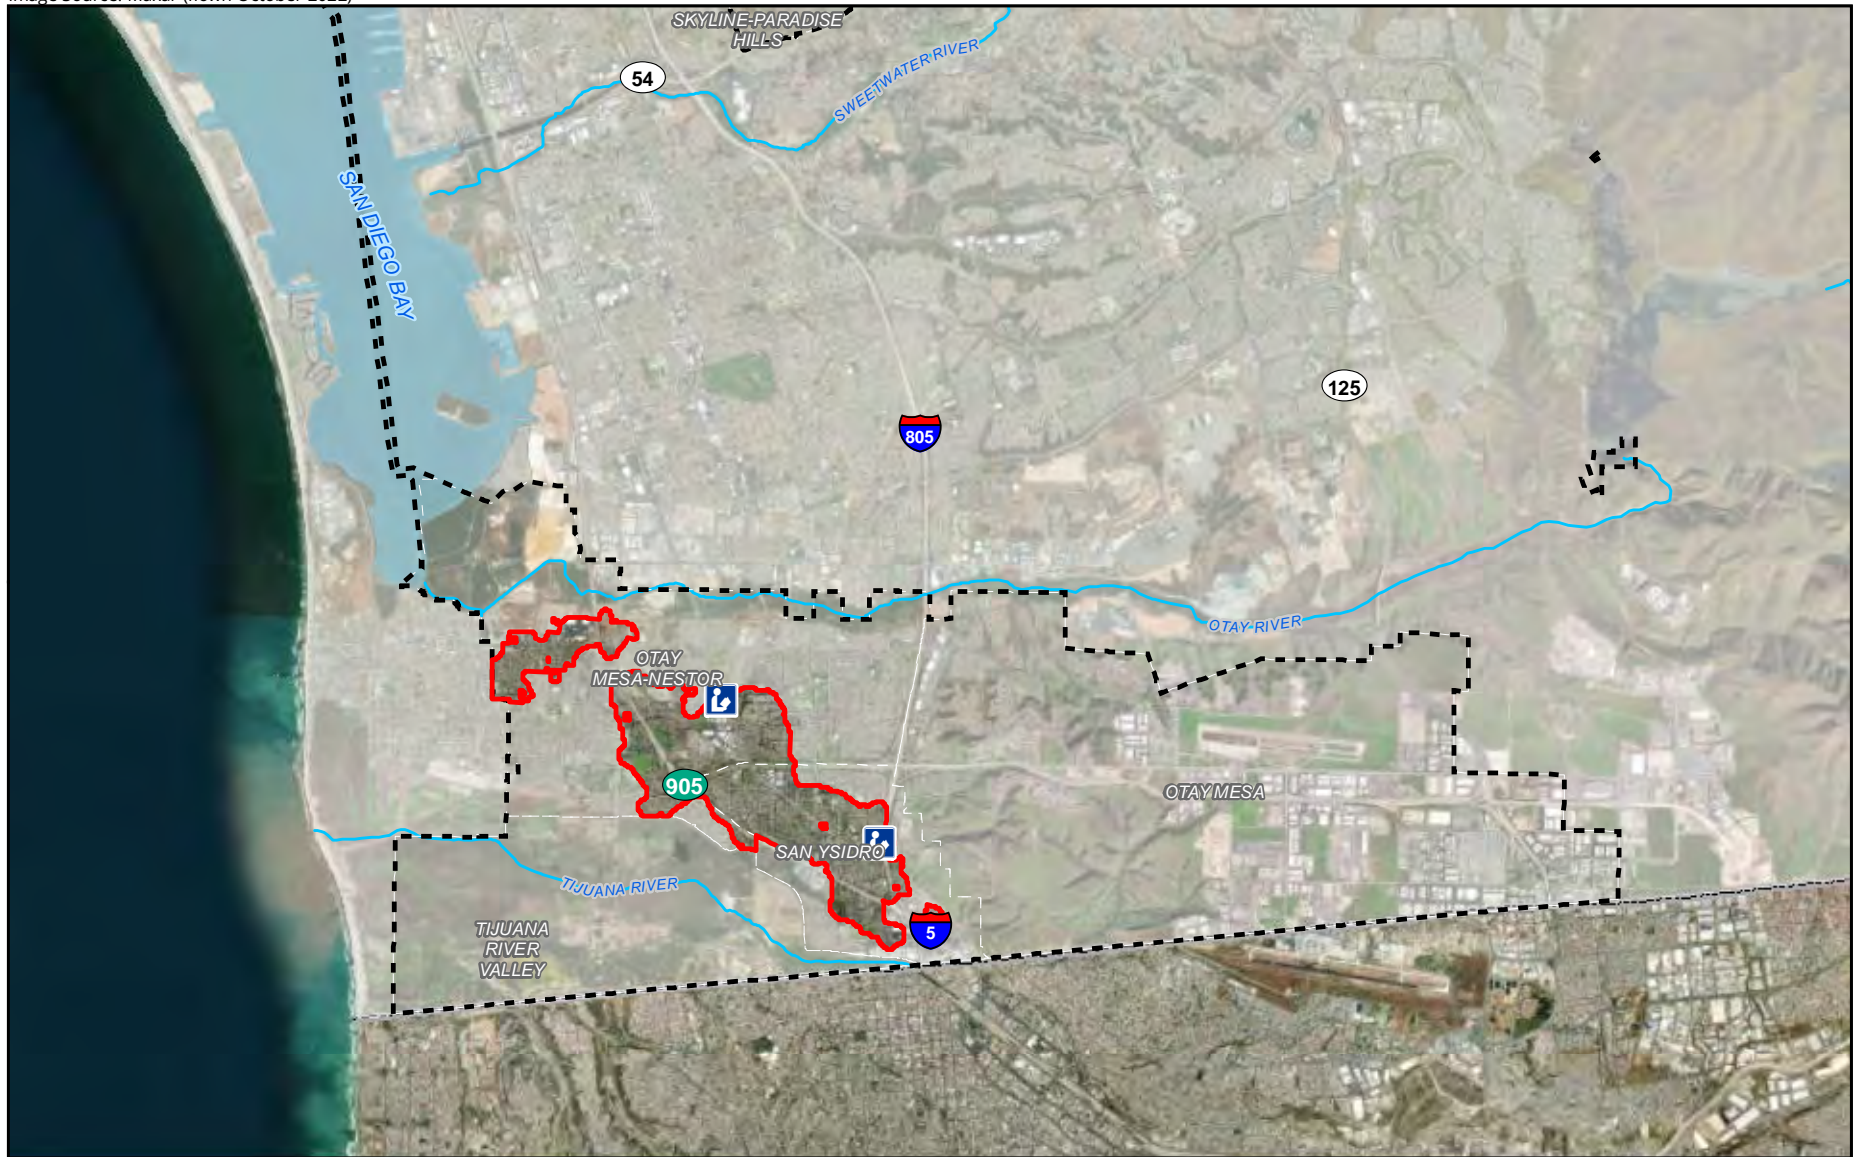 SKYLINE-PARADISE
HILLS
54
SWEETWATER RIVER
SAN DIEGO BAY
125
805
OTAY RIVER
OTAY
MESA-NESTOR
905
OTAY MESA
SAN YSIDRO
TIJUANA RIVER
5
TIJUANA
RIVER
VALLEY